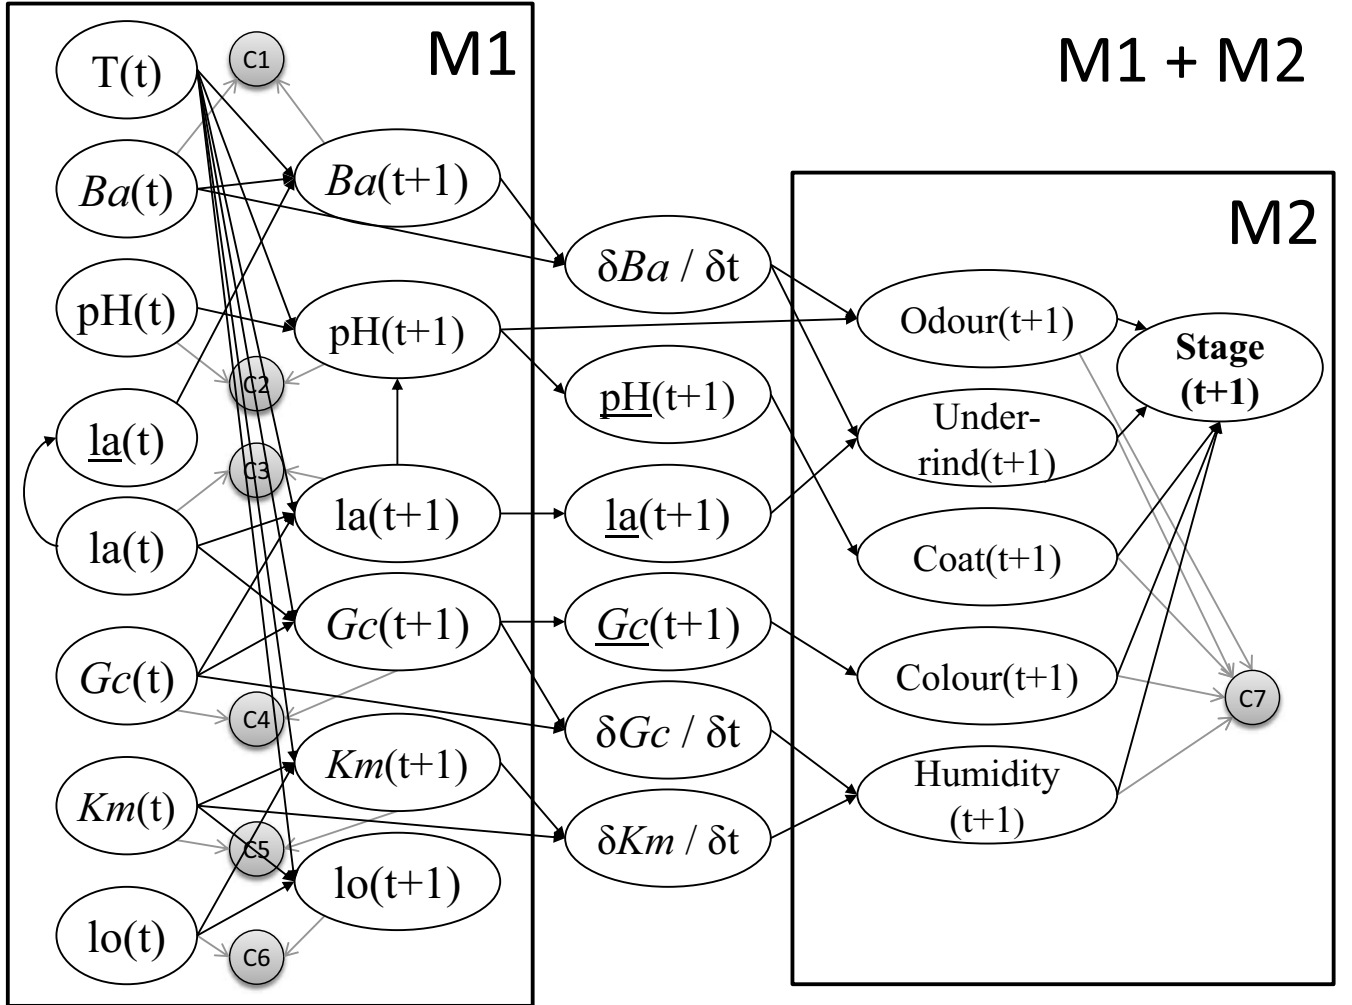 M1
M1 + M2
M2
T(t)
Ba(t)
pH(t)
la(t)
la(t)
Gc(t)
Km(t)
lo(t)
C1
C2
C3
C4
C5
C6
Ba(t+1)
pH(t+1)
la(t+1)
Gc(t+1)
Km(t+1)
lo(t+1)
δBa / δt
pH(t+1)
la(t+1)
Gc(t+1)
δGc / δt
δKm / δt
Odour(t+1)
Under-
rind(t+1)
Coat(t+1)
Colour(t+1)
Humidity
(t+1)
Stage
(t+1)
C7